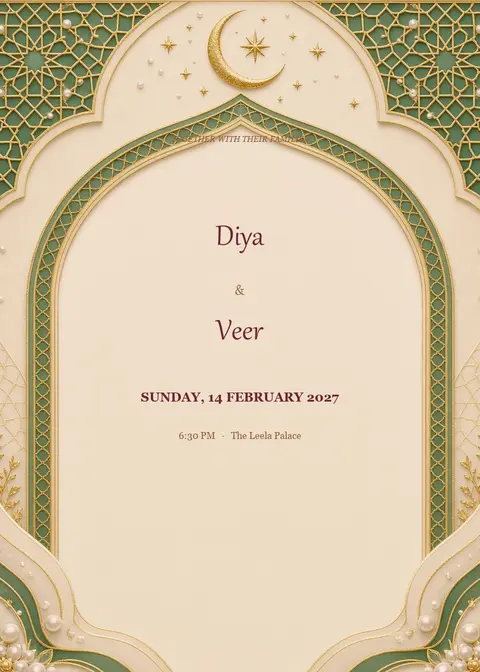 TOGETHER WITH THEIR FAMILIES
Diya
&
Veer
SUNDAY, 14 FEBRUARY 2027
6:30 PM · The Leela Palace